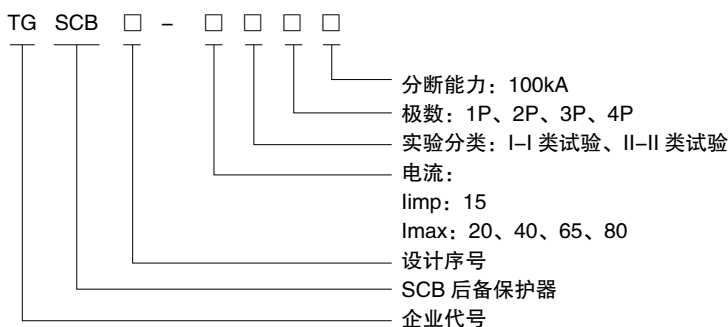 TG SCB □ – □ □ □ □
分断能力：100kA
极数：1P、2P、3P、4P
实验分类：I–I 类试验、II–II 类试验
电流：
Iimp：15
Imax：20、40、65、80
设计序号
SCB 后备保护器
企业代号